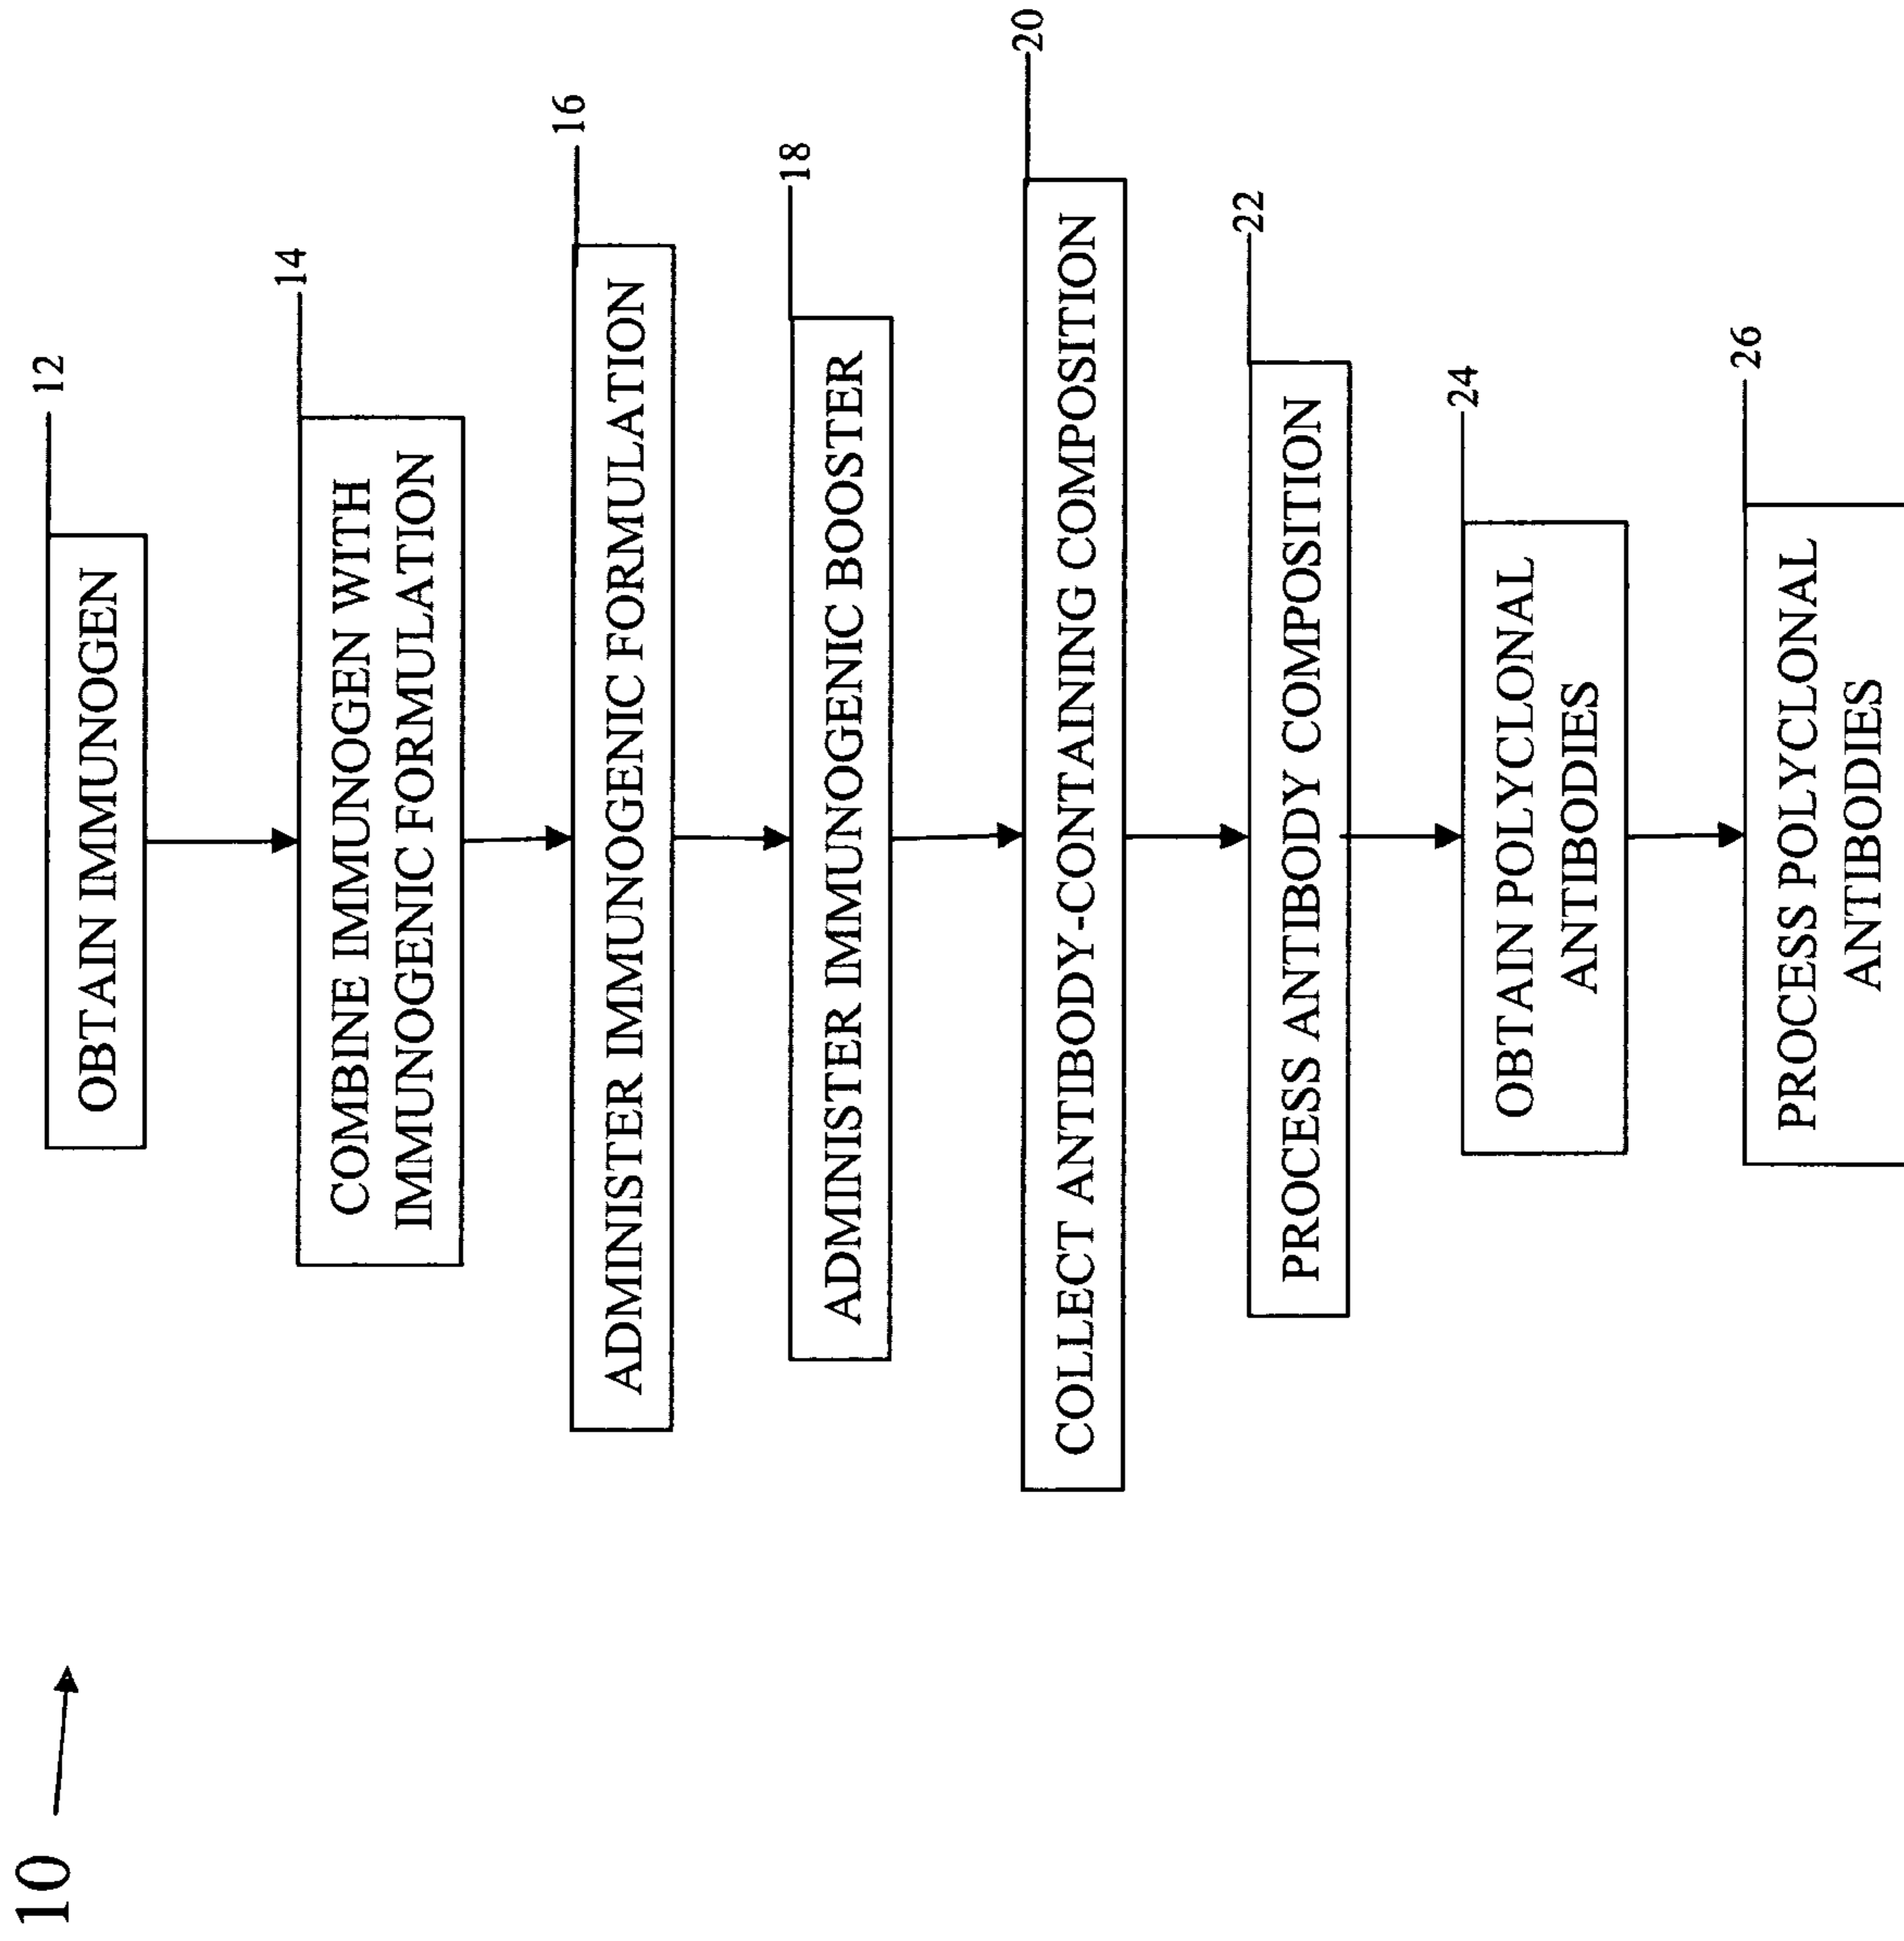 10
12
OBTAIN IMMUNOGEN
14
COMBINE IMMUNOGEN WITH
IMMUNOGENIC FORMULATION
16
ADMINISTER IMMUNOGENIC FORMULATION
18
ADMINISTER IMMUNOGENIC BOOSTER
20
COLLECT ANTIBODY-CONTAINING COMPOSITION
22
PROCESS ANTIBODY COMPOSITION
24
OBTAIN POLYCLONAL
ANTIBODIES
26
PROCESS POLYCLONAL
ANTIBODIES